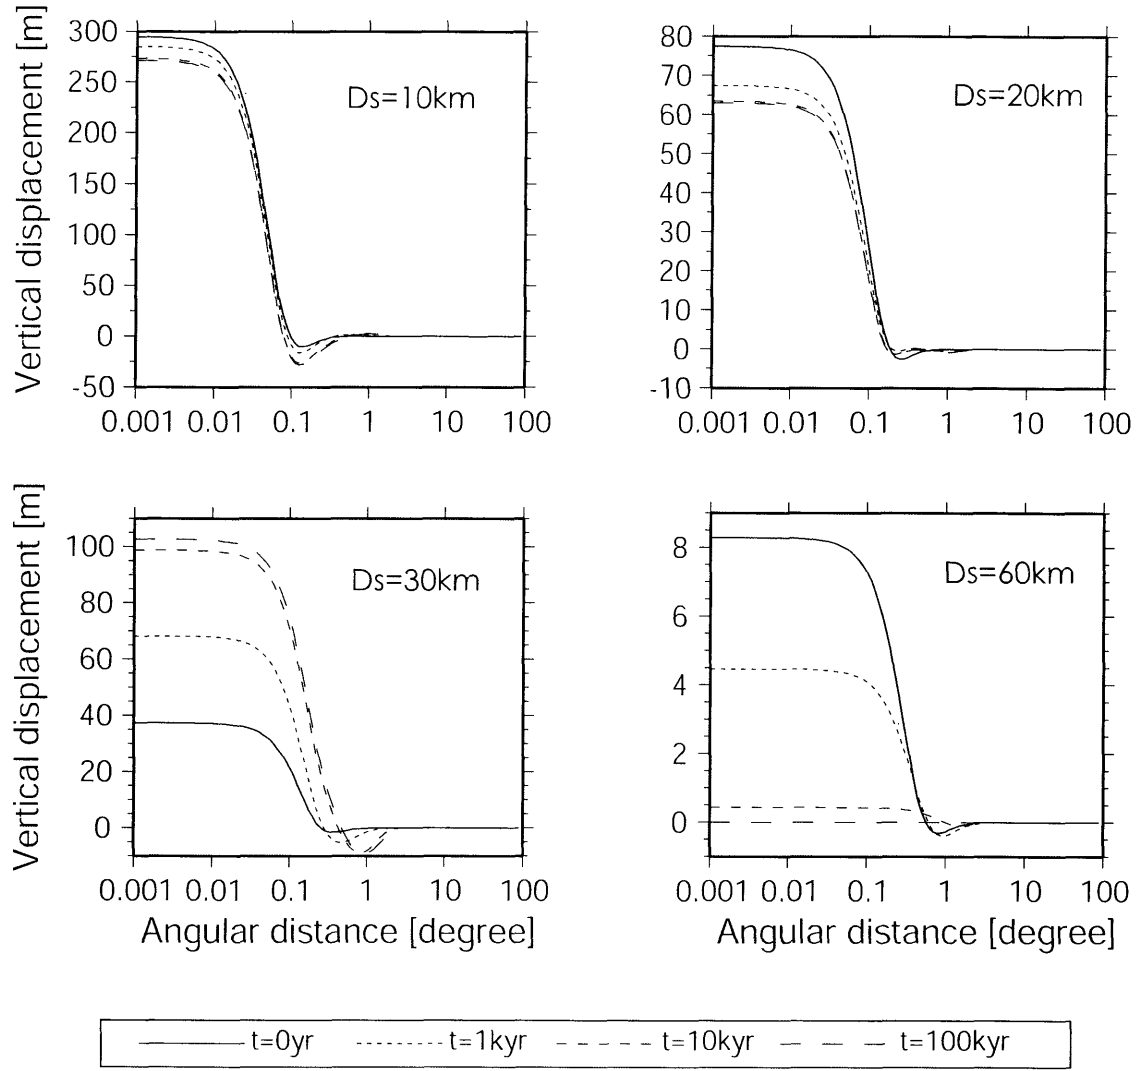 Vertical displacement [m]
300
250
200
150
100
50
0
-50
Ds=10km
0.001 0.01 0.1 1 10 100
80
70
60
50
40
30
20
10
0
-10
Ds=20km
0.001 0.01 0.1 1 10 100
Vertical displacement [m]
100
80
60
40
20
0
Ds=30km
0.001 0.01 0.1 1 10 100
Angular distance [degree]
8
6
4
2
0
Ds=60km
0.001 0.01 0.1 1 10 100
Angular distance [degree]
t=0yr t=1kyr t=10kyr t=100kyr